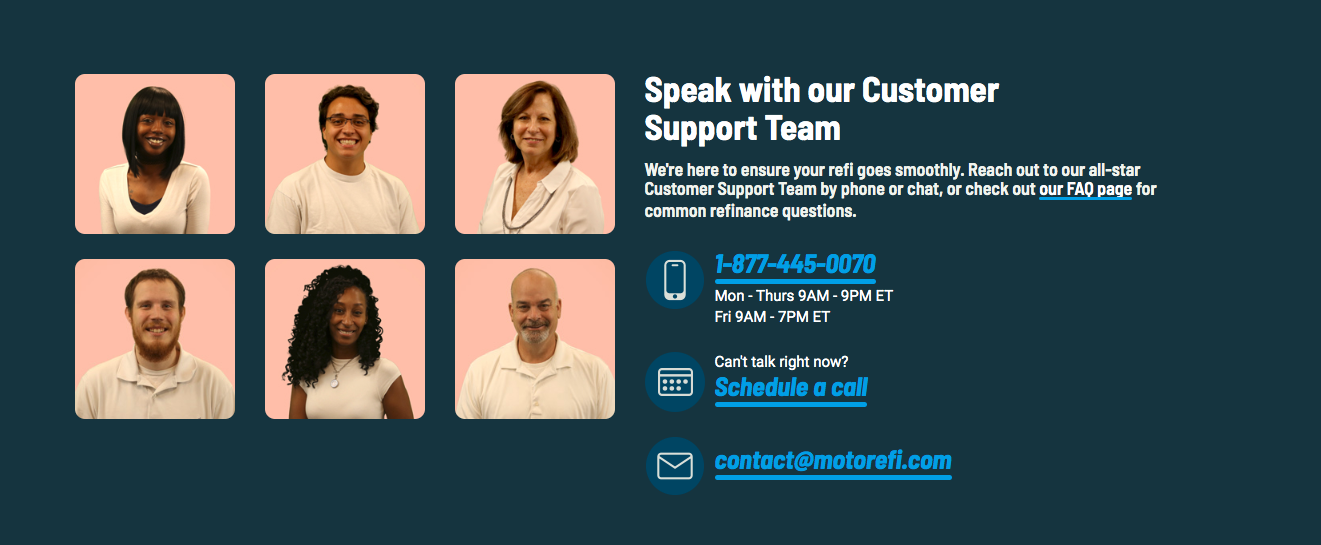 Speak with our Customer
Support Team
We're here to ensure your refi goes smoothly. Reach out to our all-star
Customer Support Team by phone or chat, or check out our FAQ page for
common refinance questions.
1-877-445-0070
Mon - Thurs 9AM - 9PM ET
Fri 9AM - 7PM ET
Can't talk right now?
Schedule a call
contact@motorefi.com